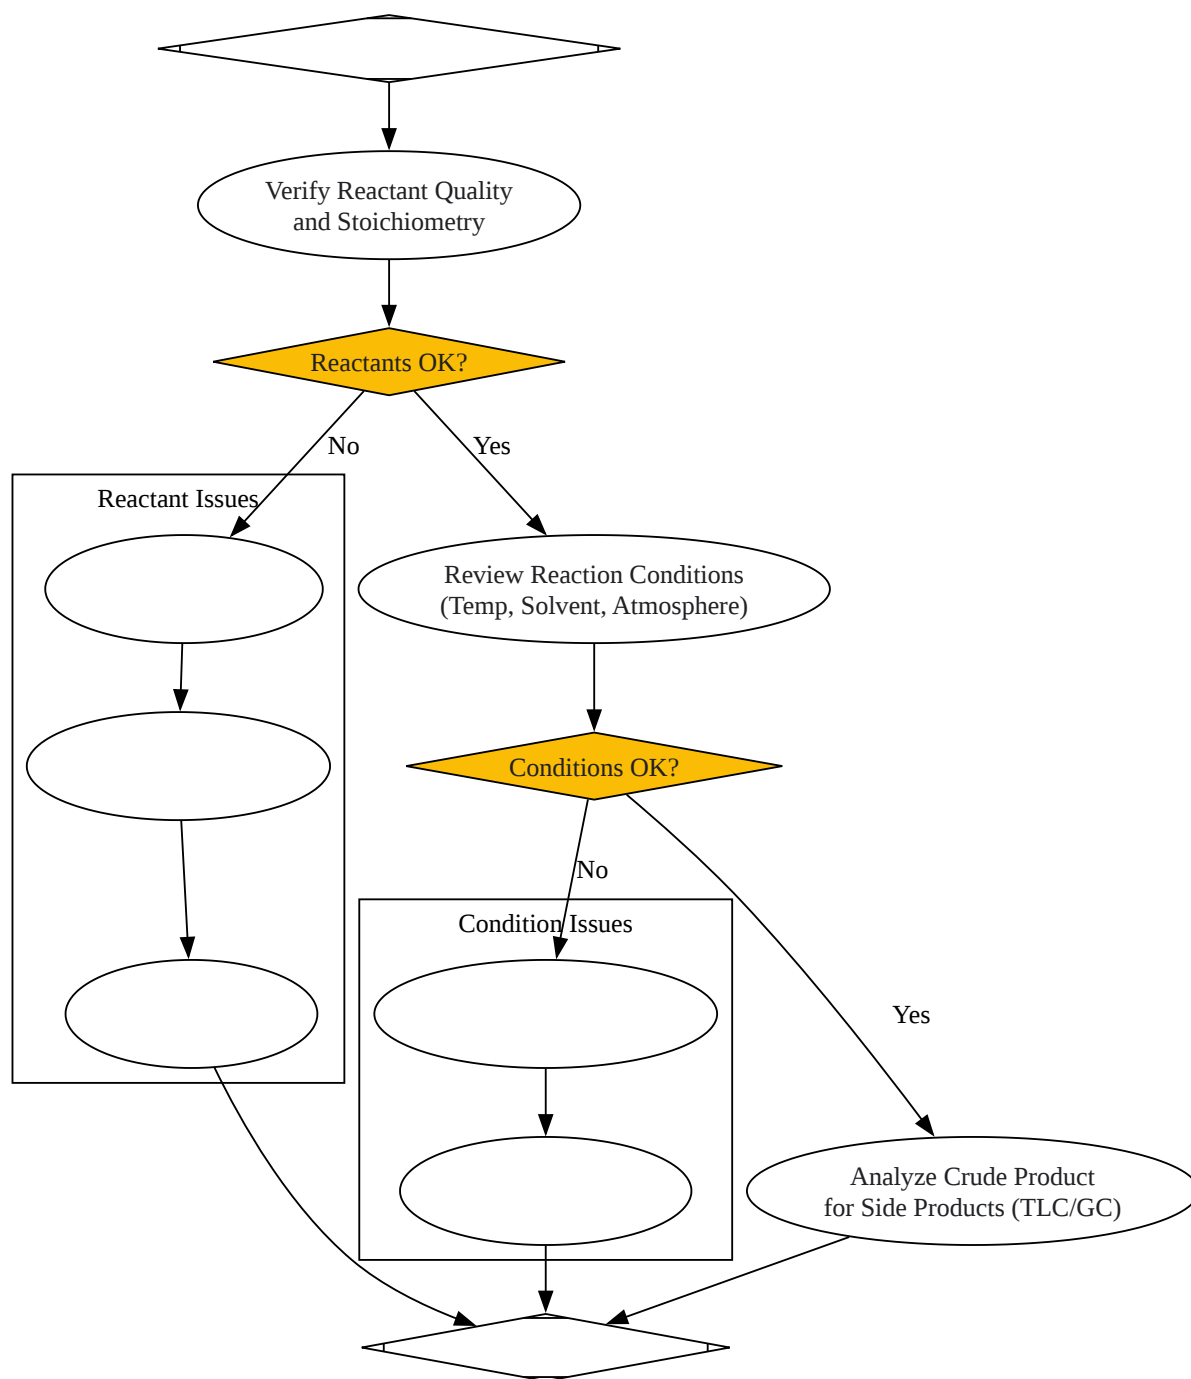 Verify Reactant Quality
and Stoichiometry
Reactants OK?
No
Yes
Reactant Issues
Review Reaction Conditions
(Temp, Solvent, Atmosphere)
Conditions OK?
No
Condition Issues
Yes
Analyze Crude Product
for Side Products (TLC/GC)